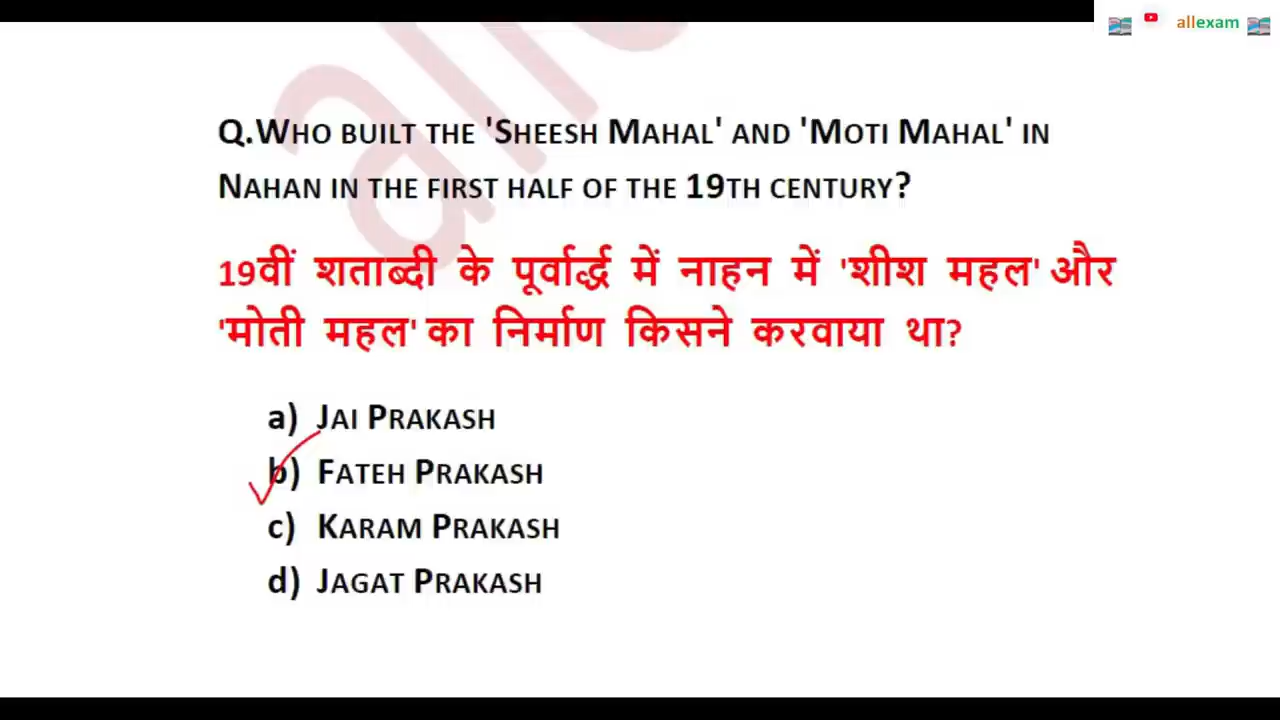 allexam
Q.Who built the 'Sheesh Mahal' and 'Moti Mahal' in
Nahan in the first half of the 19th century?
19वीं शताब्दी के पूर्वार्द्ध में नाहन में 'शीश महल' और
'मोती महल' का निर्माण किसने करवाया था?
a) Jai Prakash
b) Fateh Prakash
c) Karam Prakash
d) Jagat Prakash